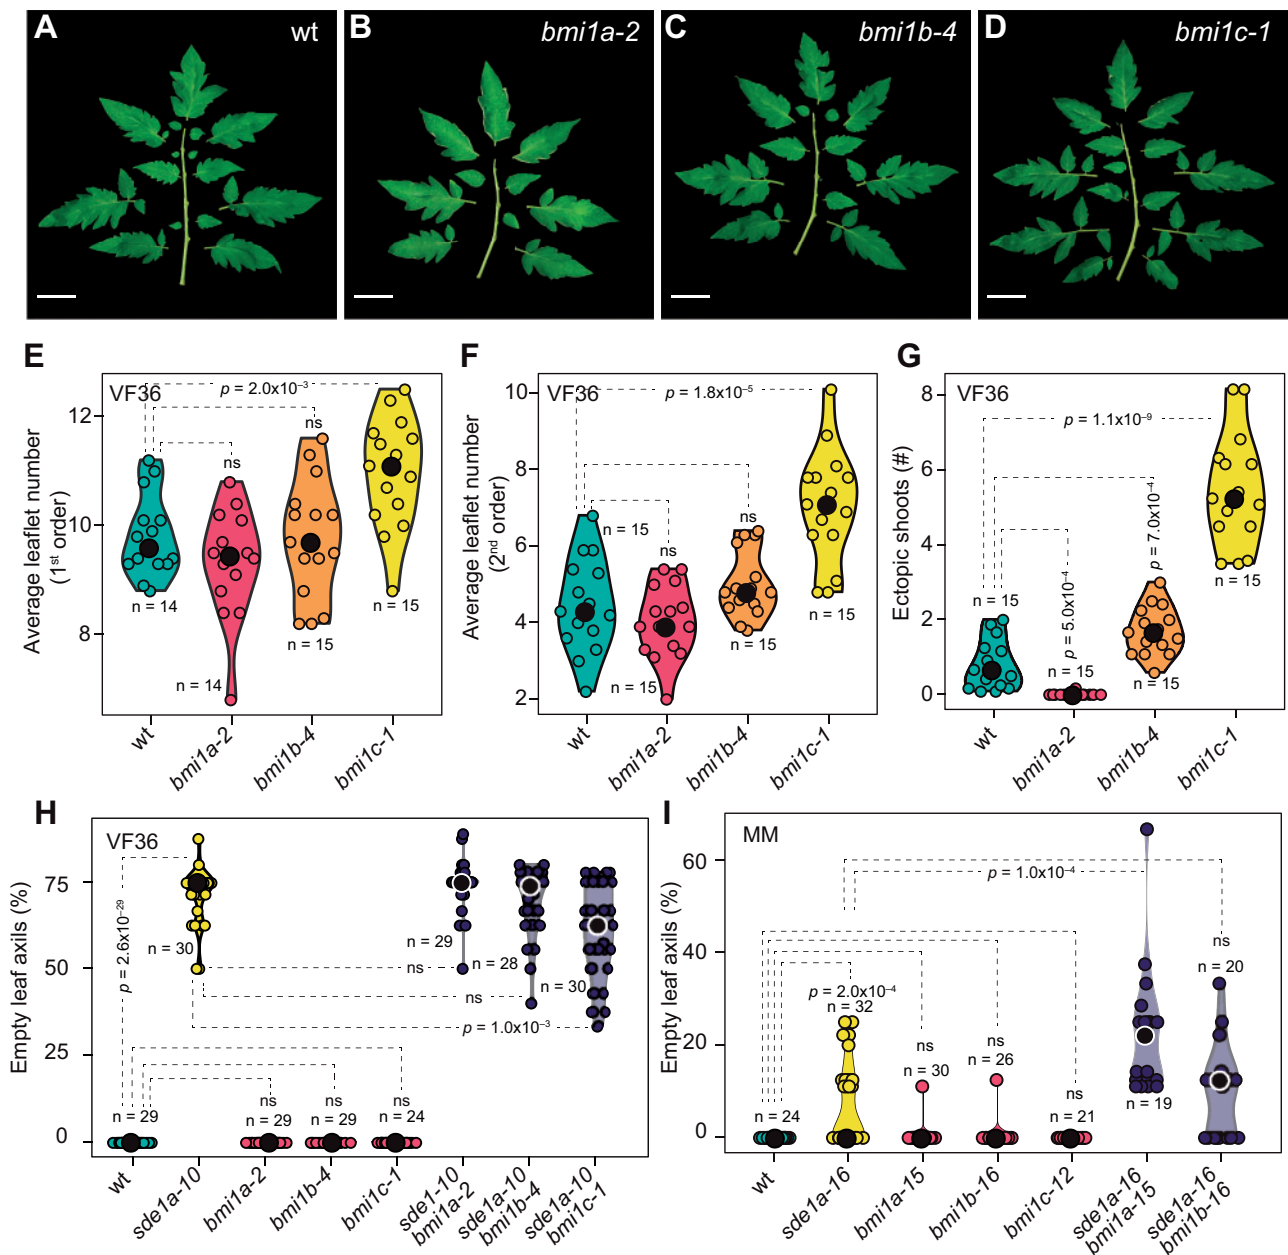 A wt
B bmi1a-2
C bmi1b-4
D bmi1c-1
E
VF36
p = 2.0x10⁻³
ns
ns
12
10
8
Average leaflet number
(1st order)
n = 14
n = 14
n = 15
n = 15
wt
bmi1a-2
bmi1b-4
bmi1c-1
F
VF36
p = 1.8x10⁻⁵
ns
ns
10
8
6
4
2
Average leaflet number
(2nd order)
n = 15
n = 15
n = 15
n = 15
wt
bmi1a-2
bmi1b-4
bmi1c-1
G
VF36
p = 1.1x10⁻⁹
p = 7.0x10⁻⁴
p = 5.0x10⁻⁴
8
6
4
2
0
Ectopic shoots (#)
n = 15
n = 15
n = 15
n = 15
wt
bmi1a-2
bmi1b-4
bmi1c-1
H
VF36
p = 2.6x10⁻²⁹
75
50
25
0
Empty leaf axils (%)
n = 30
n = 29
n = 28
n = 30
ns
ns
p = 1.0x10⁻³
ns
ns
ns
n = 29
n = 29
n = 29
n = 24
wt
sde1a-10
bmi1a-2
bmi1b-4
bmi1c-1
sde1-10
bmi1a-2
sde1a-10
bmi1b-4
sde1a-10
bmi1c-1
I
MM
60
40
20
0
Empty leaf axils (%)
p = 1.0x10⁻⁴
ns
n = 20
p = 2.0x10⁻⁴
n = 32
ns
n = 30
ns
n = 26
ns
n = 21
n = 24
n = 19
wt
sde1a-16
bmi1a-15
bmi1b-16
bmi1c-12
sde1a-16
bmi1a-15
sde1a-16
bmi1b-16